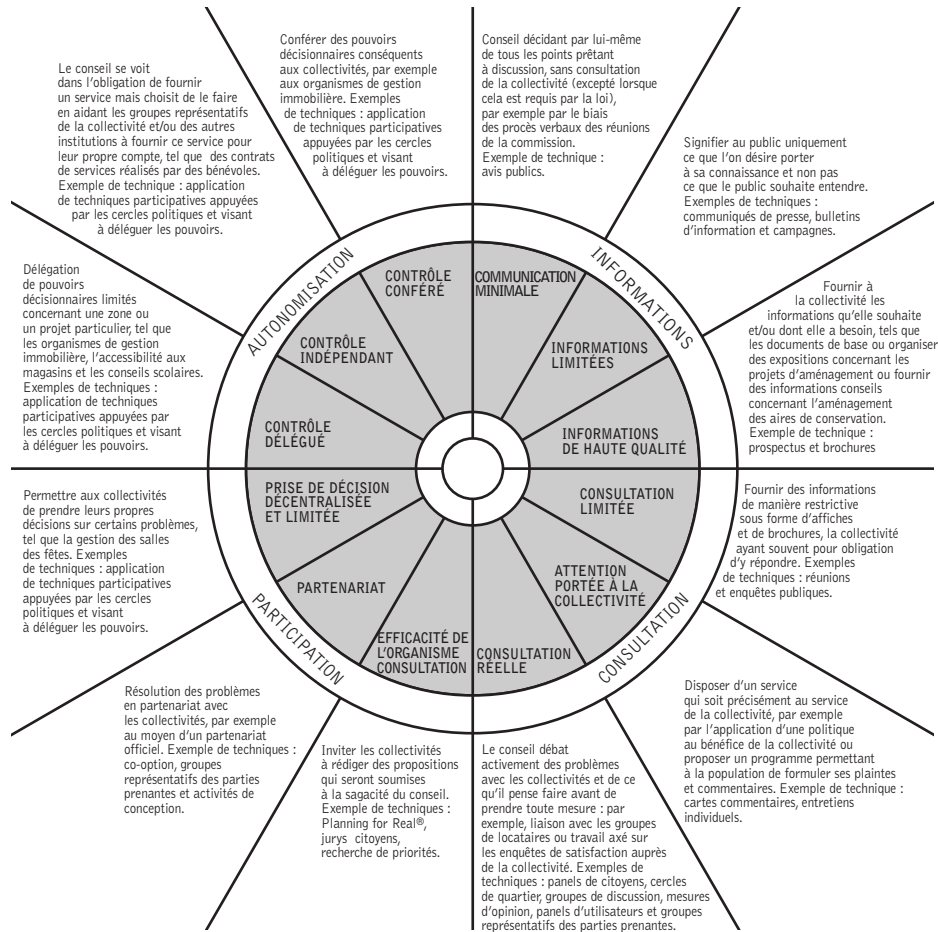 Conférer des pouvoirs
décisionnaires conséquents
aux collectivités, par exemple
aux organismes de gestion
immobilière. Exemples
de techniques : application
de techniques participatives
appuyées par les cercles
politiques et visant
à déléguer les pouvoirs.
Conseil décidant par lui-même
de tous les points prêtant
à discussion, sans consultation
de la collectivité (excepté lorsque
cela est requis par la loi),
par exemple par le biais
des procès verbaux des réunions
de la commission.
Exemple de technique :
avis publics.
Le conseil se voit
dans l'obligation de fournir
un service mais choisit de le faire
en aidant les groupes représentatifs
de la collectivité et/ou des autres
institutions à fournir ce service pour
leur propre compte, tel que des contrats
de services réalisés par des bénévoles.
Exemple de technique : application
de techniques participatives appuyées
par les cercles politiques et visant
à déléguer les pouvoirs.
Signifier au public uniquement
ce que l'on désire porter
à sa connaissance et non pas
ce que le public souhaite entendre.
Exemples de techniques :
communiqués de presse, bulletins
d'information et campagnes.
Délégation
de pouvoirs
décisionnaires limités
concernant une zone ou
un projet particulier, tel que
les organismes de gestion
immobilière, l'accessibilité aux
magasins et les conseils scolaires.
Exemples de techniques :
application de techniques
participatives appuyées par
les cercles politiques et visant
à déléguer les pouvoirs.
Fournir à
la collectivité les
informations qu'elle souhaite
et/ou dont elle a besoin, tels que
les documents de base ou organiser
des expositions concernant les
projets d'aménagement ou fournir
des informations conseils
concernant l'aménagement
des aires de conservation.
Exemple de technique :
prospectus et brochures
AUTONOMISATION
INFORMATIONS
CONTRÔLE
CONFÉRÉ
COMMUNICATION
MINIMALE
CONTRÔLE
INDÉPENDANT
INFORMATIONS
LIMITÉES
CONTRÔLE
DÉLÉGUÉ
INFORMATIONS
DE HAUTE QUALITÉ
PRISE DE DÉCISION
DÉCENTRALISÉE
ET LIMITÉE
CONSULTATION
LIMITÉE
PARTENARIAT
ATTENTION
PORTÉE À LA
COLLECTIVITÉ
EFFICACITÉ DE
L'ORGANISME
CONSULTATION
CONSULTATION
RÉELLE
PARTICIPATION
CONSULTATION
Permettre aux collectivités
de prendre leurs propres
décisions sur certains problèmes,
tel que la gestion des salles
des fêtes. Exemples
de techniques : application
de techniques participatives
appuyées par les cercles
politiques et visant
à déléguer les pouvoirs.
Fournir des informations
de manière restrictive
sous forme d'affiches
et de brochures, la collectivité
ayant souvent pour obligation
d'y répondre. Exemples
de techniques : réunions
et enquêtes publiques.
Résolution des problèmes
en partenariat avec
les collectivités, par exemple
au moyen d'un partenariat
officiel. Exemple de techniques :
co-option, groupes
représentatifs des parties
prenantes et activités de
conception.
Inviter les collectivités
à rédiger des propositions
qui seront soumises
à la sagacité du conseil.
Exemple de techniques :
Planning for Real®,
jurys citoyens,
recherche de priorités.
Le conseil débat
activement des problèmes
avec les collectivités et de ce
qu'il pense faire avant de
prendre toute mesure : par
exemple, liaison avec les groupes
de locataires ou travail axé sur
les enquêtes de satisfaction auprès
de la collectivité. Exemples de
techniques : panels de citoyens, cercles
de quartier, groupes de discussion, mesures
d'opinion, panels d'utilisateurs et groupes
représentatifs des parties prenantes.
Disposer d'un service
qui soit précisément au service
de la collectivité, par exemple
par l'application d'une politique
au bénéfice de la collectivité ou
proposer un programme permettant
à la population de formuler ses plaintes
et commentaires. Exemple de technique :
cartes commentaires, entretiens
individuels.